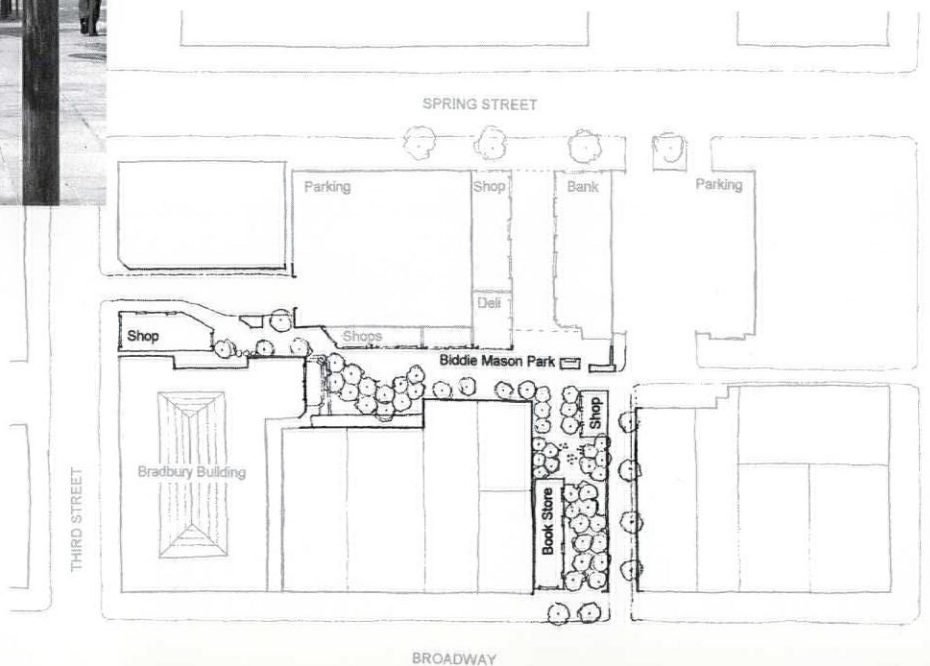 SPRING STREET
Parking
Shop
Bank
Parking
Deli
Shop
Shops
Biddie Mason Park
Shop
Bradbury Building
Book Store
THIRD STREET
BROADWAY